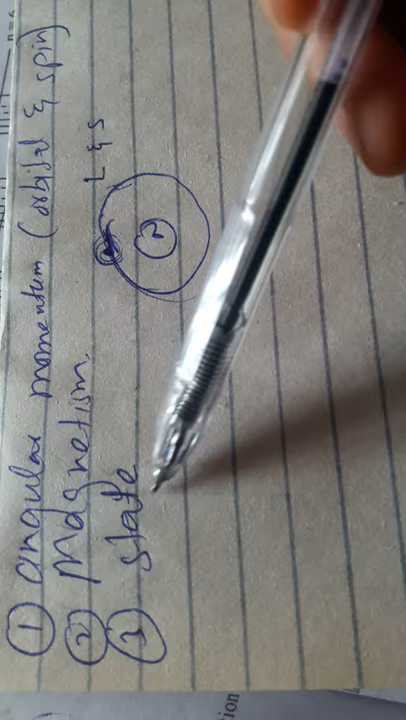 ① angular momentum (orbital & spin)
L & S
② Magnetism.
③ state